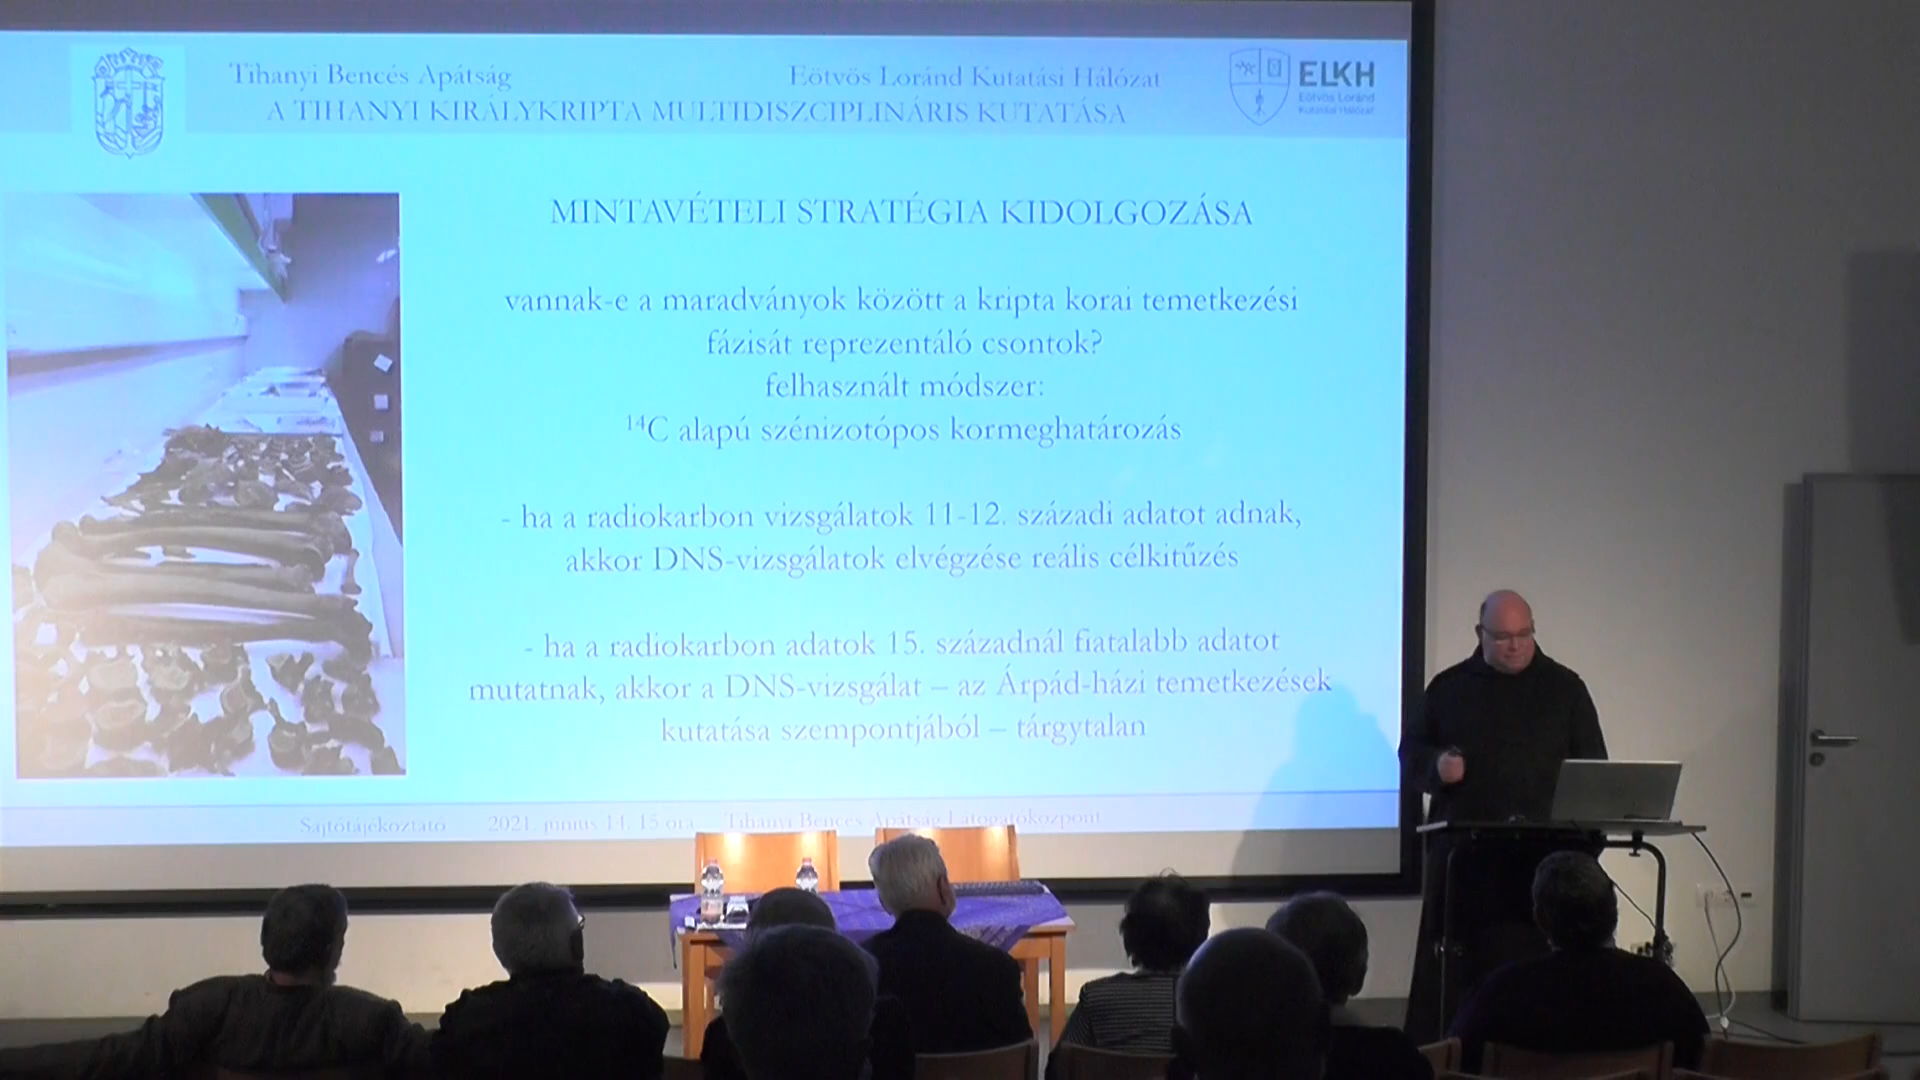 Tihanyi Bencés Apátság Eötvös Loránd Kutatási Hálózat
A TIHANYI KIRÁLYKRIPTA MULTIDISZCIPLINÁRIS KUTATÁSA
ELKH
Eötvös Loránd
Kutatási Hálózat
MINTAVÉTELI STRATÉGIA KIDOLGOZÁSA
vannak-e a maradványok között a kripta korai temetkezési
fázisát reprezentáló csontok?
felhasznált módszer:
¹⁴C alapú szénizotópos kormeghatározás
- ha a radiokarbon vizsgálatok 11-12. századi adatot adnak,
akkor DNS-vizsgálatok elvégzése reális célkitűzés
- ha a radiokarbon adatok 15. századnál fiatalabb adatot
mutatnak, akkor a DNS-vizsgálat – az Árpád-házi temetkezések
kutatása szempontjából – tárgytalan
Sajtótájékoztató 2021. június 14. 15 óra Tihanyi Bencés Apátság Látogatóközpont